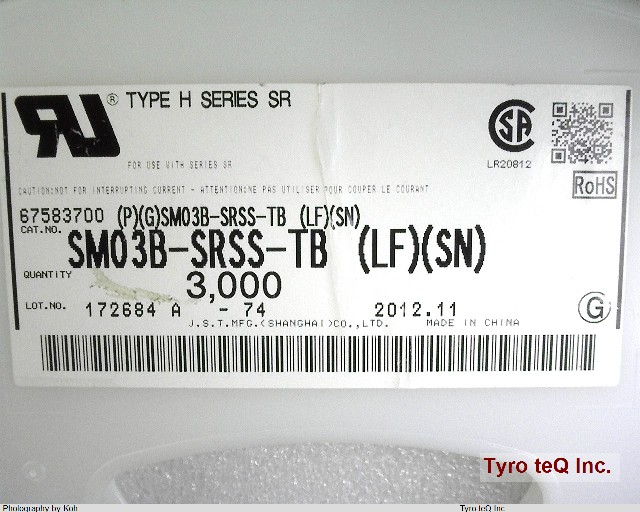 ® TYPE H SERIES SR
FOR USE WITH SERIES SR
LR20812
RoHS
CAUTION:NOT FOR INTERRUPTING CURRENT - ATTENTION:NE PAS UTILISER POUR COUPER LE COURANT
67583700 (P)(G)SM03B-SRSS-TB (LF)(SN)
CAT.NO.
SM03B-SRSS-TB (LF)(SN)
QUANTITY 3,000
LOT.NO. 172684 A - 74 2012.11
G
J.S.T.MFG.(SHANGHAI)CO.,LTD. MADE IN CHINA
Tyro teQ Inc.
Photography by Koh Tyro teQ Inc